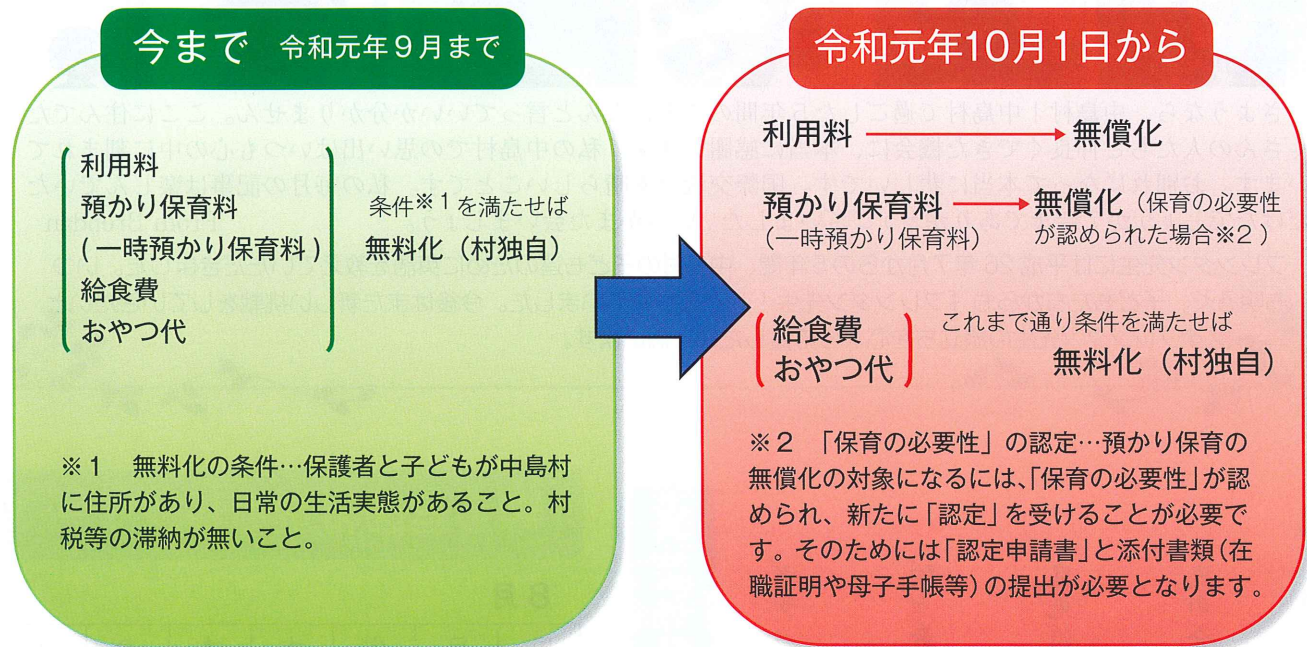 今まで 令和元年9月まで
利用料
預かり保育料
(一時預かり保育料)
給食費
おやつ代
条件※1を満たせば
無料化（村独自）
※1 無料化の条件…保護者と子どもが中島村
に住所があり、日常の生活実態があること。村
税等の滞納が無いこと。
令和元年10月1日から
利用料 → 無償化
預かり保育料 → 無償化（保育の必要性
（一時預かり保育料） が認められた場合※2）
給食費
おやつ代
これまで通り条件を満たせば
無料化（村独自）
※2 「保育の必要性」の認定…預かり保育の
無償化の対象になるには、「保育の必要性」が認
められ、新たに「認定」を受けることが必要で
す。そのためには「認定申請書」と添付書類（在
職証明や母子手帳等）の提出が必要となります。
8月